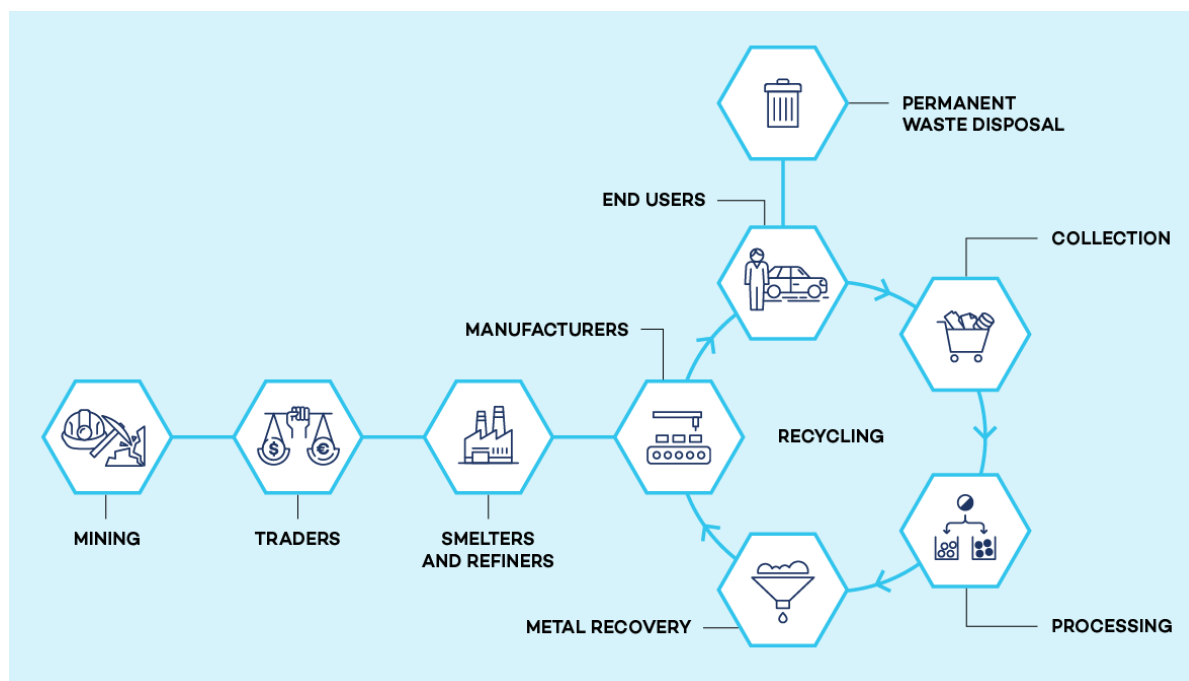 PERMANENT
WASTE DISPOSAL
END USERS
COLLECTION
MANUFACTURERS
$
€
RECYCLING
MINING
TRADERS
SMELTERS
AND REFINERS
METAL RECOVERY
PROCESSING